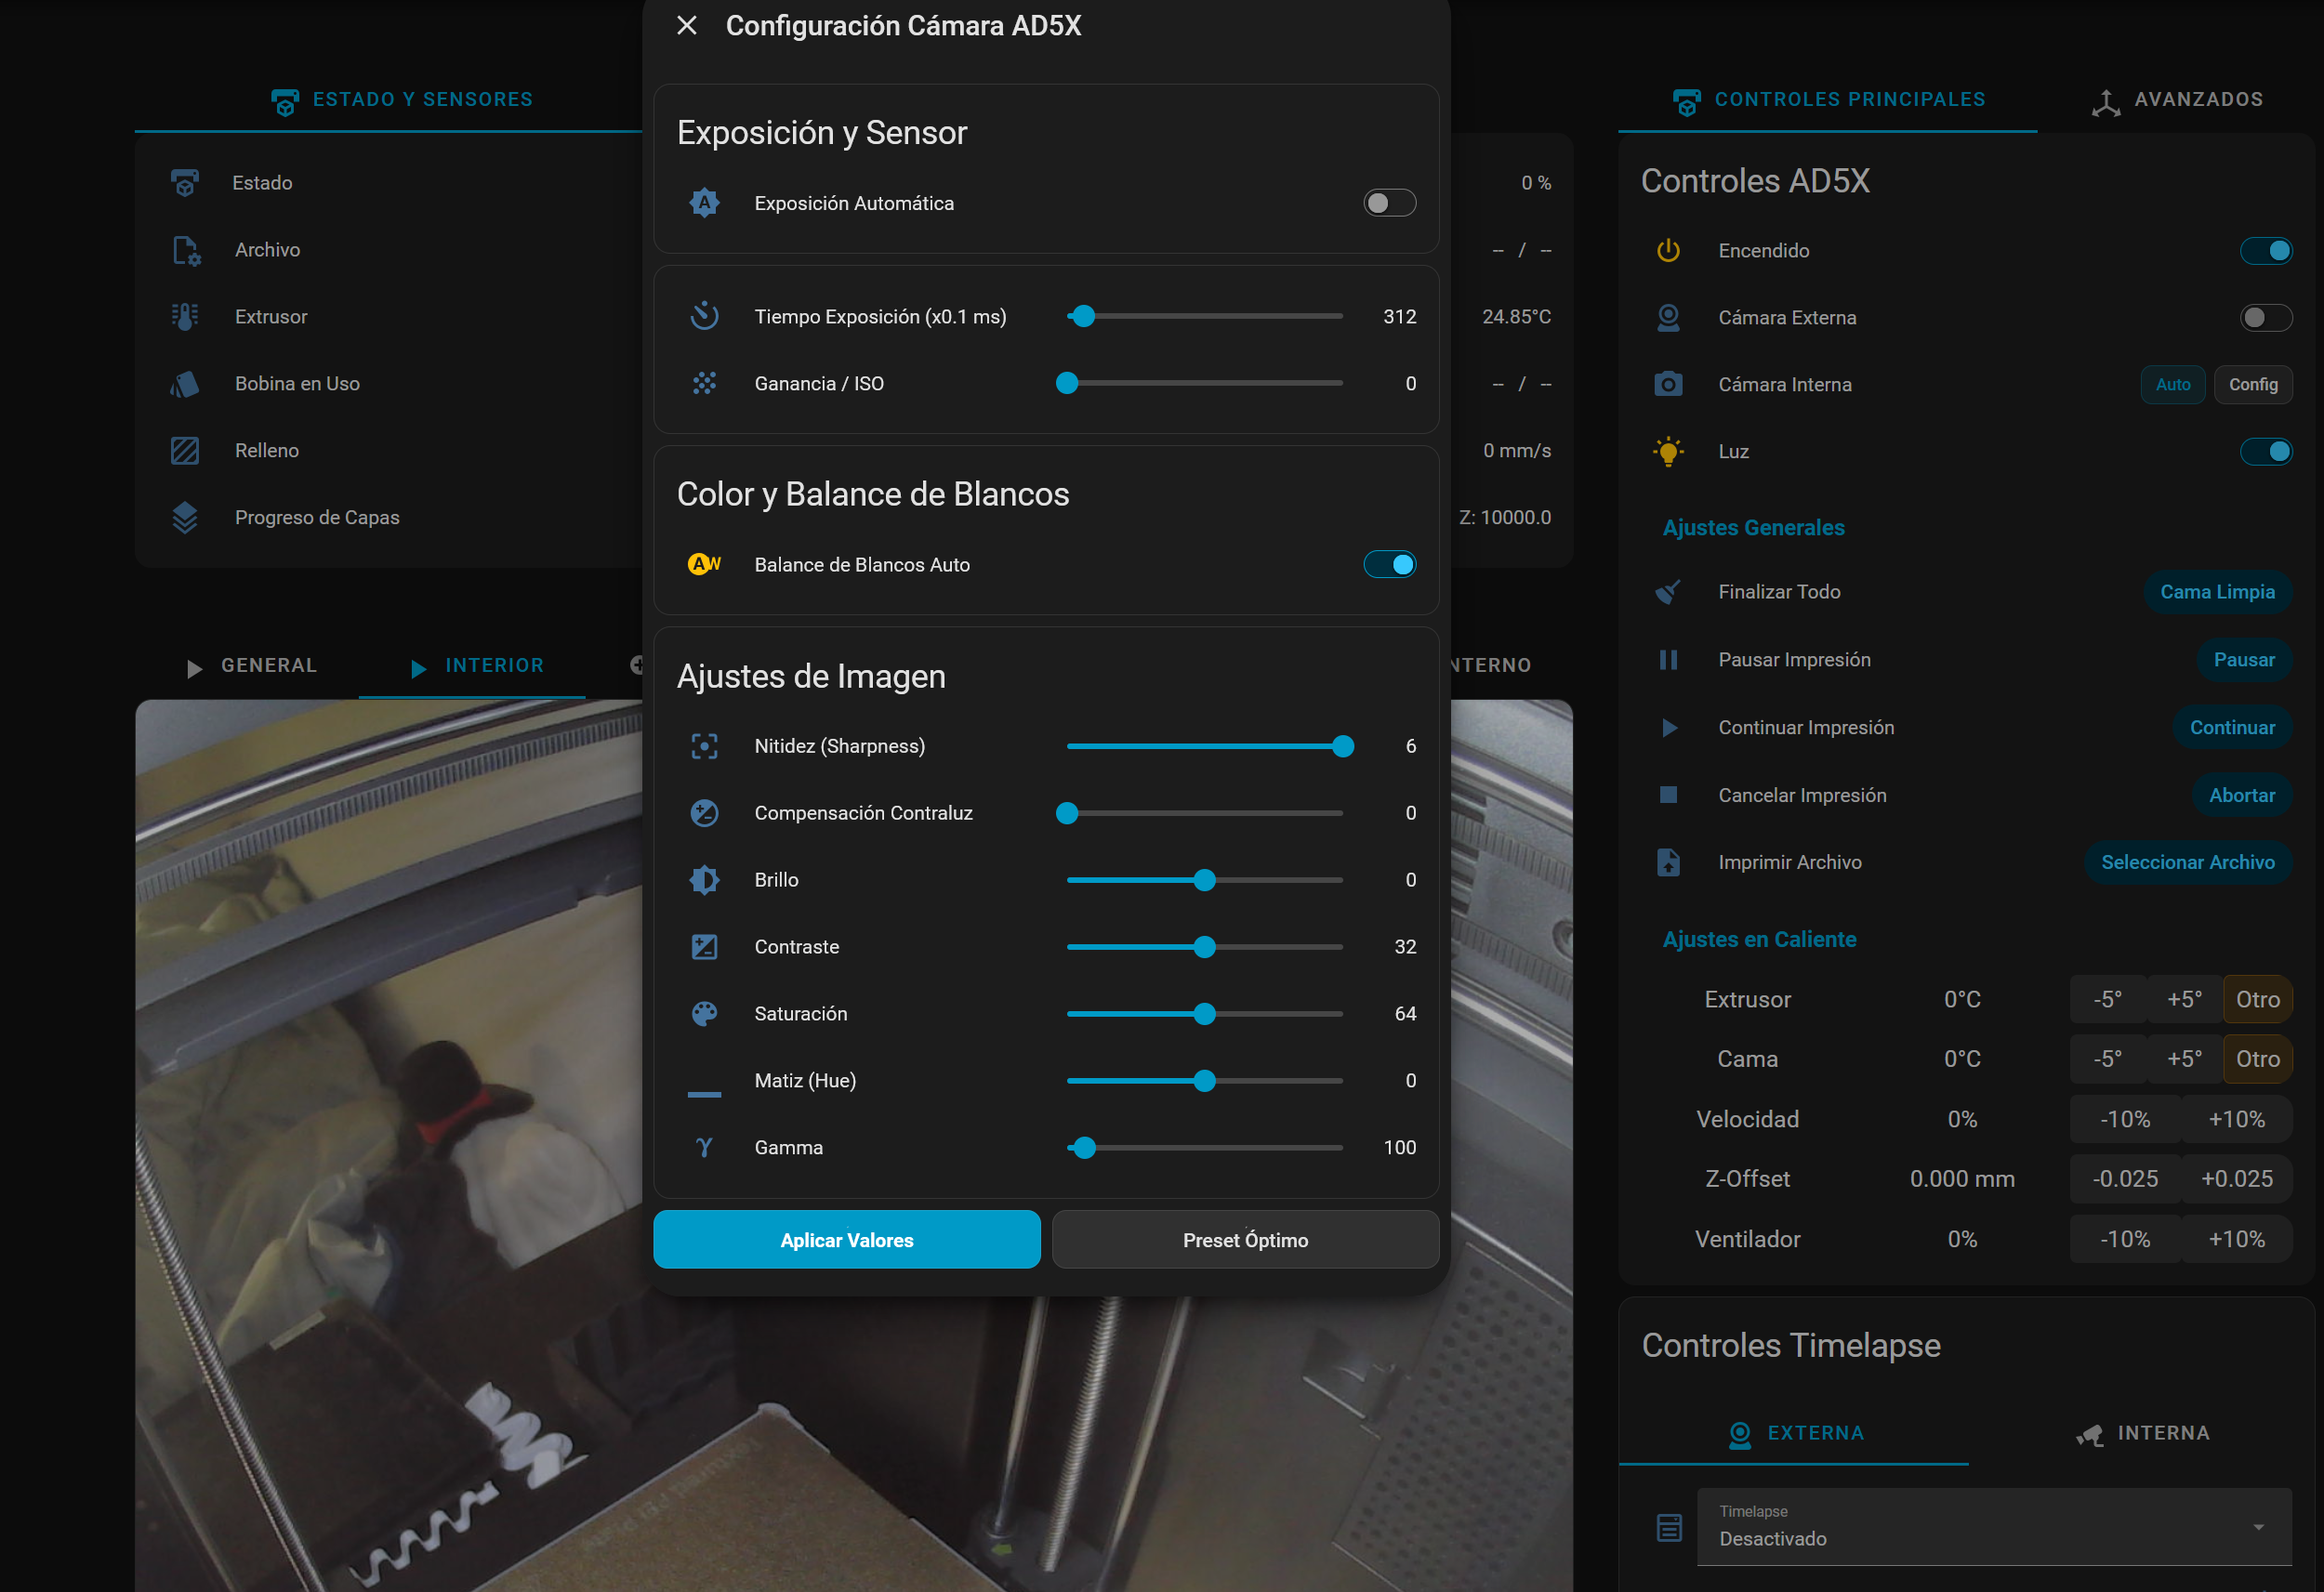 Configuración Cámara AD5X
ESTADO Y SENSORES
Estado
Archivo
Extrusor
Bobina en Uso
Relleno
Progreso de Capas
0 %
-- / --
24.85°C
-- / --
0 mm/s
Z: 10000.0
GENERAL
INTERIOR
NTERNO
Exposición y Sensor
A
Exposición Automática
Tiempo Exposición (x0.1 ms)
312
Ganancia / ISO
0
Color y Balance de Blancos
AW
Balance de Blancos Auto
Ajustes de Imagen
Nitidez (Sharpness)
6
Compensación Contraluz
0
Brillo
0
Contraste
32
Saturación
64
Matiz (Hue)
0
γ
Gamma
100
Aplicar Valores
Preset Óptimo
CONTROLES PRINCIPALES
AVANZADOS
Controles AD5X
Encendido
Cámara Externa
Cámara Interna
Auto
Config
Luz
Ajustes Generales
Finalizar Todo
Cama Limpia
Pausar Impresión
Pausar
Continuar Impresión
Continuar
Cancelar Impresión
Abortar
Imprimir Archivo
Seleccionar Archivo
Ajustes en Caliente
Extrusor 0°C -5° +5° Otro
Cama 0°C -5° +5° Otro
Velocidad 0% -10% +10%
Z-Offset 0.000 mm -0.025 +0.025
Ventilador 0% -10% +10%
Controles Timelapse
EXTERNA
INTERNA
Timelapse
Desactivado